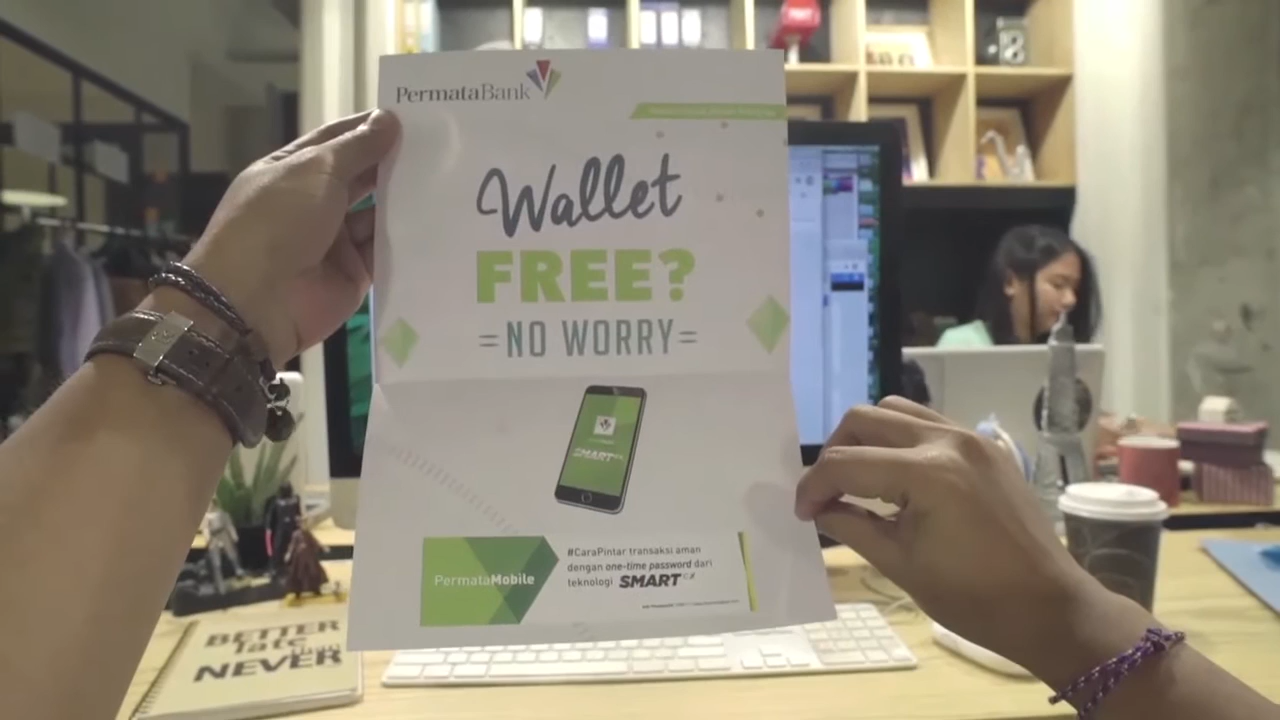 PermataBank
Wallet
FREE?
=NO WORRY=
SMART
PermataMobile
#CaraPintar transaksi aman
dengan one-time password dari
teknologi SMART
BETTER
late
than
NEVER